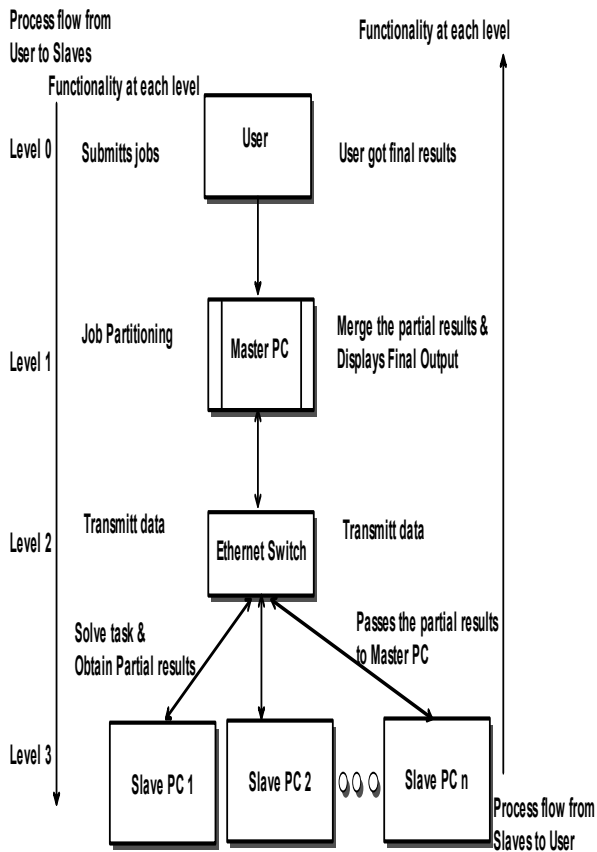 Process flow from
User to Slaves
Functionality at each level
Functionality at each level
Level 0
Submitts jobs
User
User got final results
Level 1
Job Partitioning
Master PC
Merge the partial results &
Displays Final Output
Level 2
Transmitt data
Ethernet Switch
Transmitt data
Solve task &
Obtain Partial results
Passes the partial results
to Master PC
Level 3
Slave PC 1
Slave PC 2
Slave PC n
Process flow from
Slaves to User